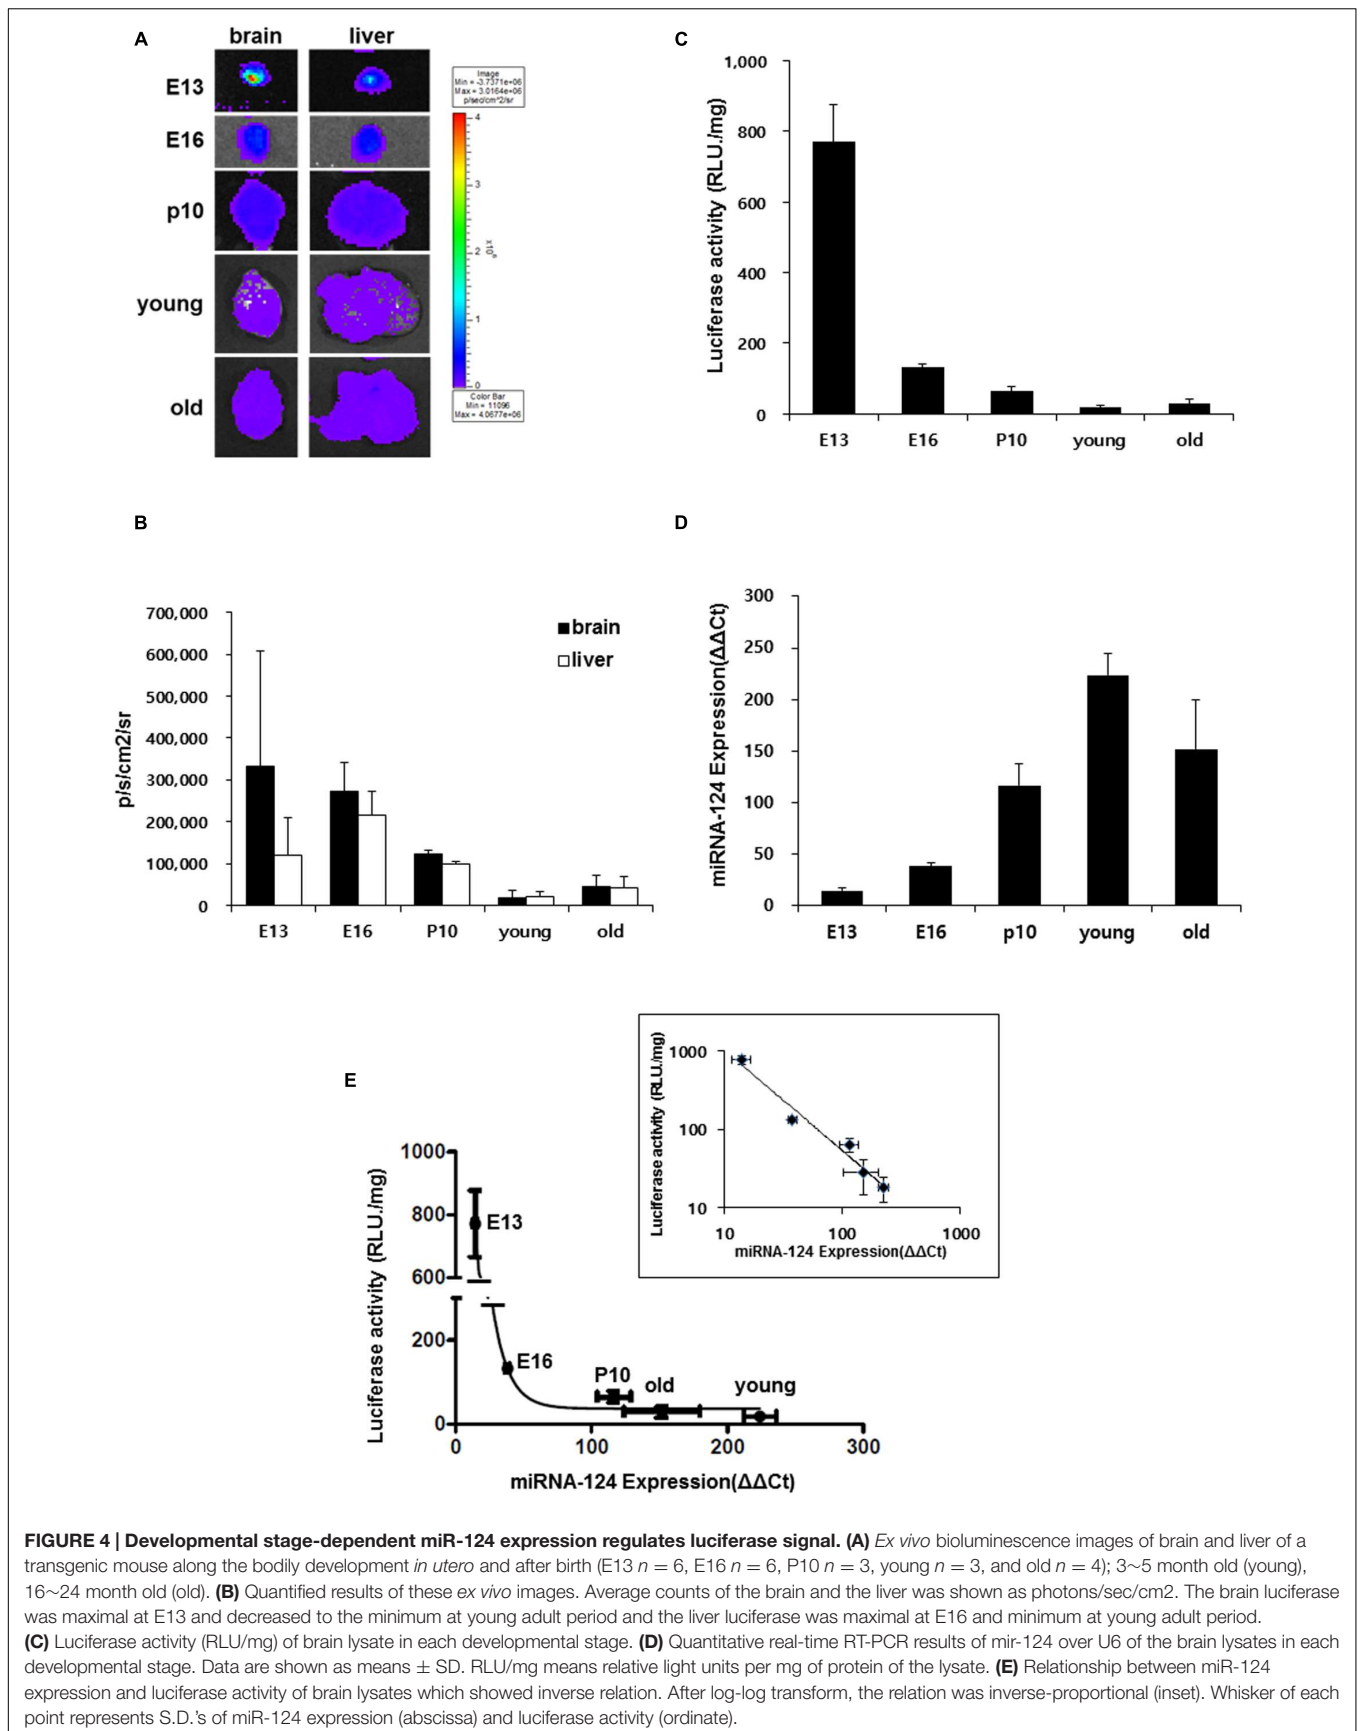 A
brain
liver
E13
E16
p10
young
old
Image
Min = -3.7371e+06
Max = 3.0164e+06
p/sec/cm^2/sr
4
3
2
x10⁶
1
0
Color Bar
Min = 11096
Max = 4.0677e+06
C
Luciferase activity (RLU./mg)
1,000
800
600
400
200
0
E13 E16 P10 young old
B
p/s/cm2/sr
700,000
600,000
500,000
400,000
300,000
200,000
100,000
0
brain
liver
E13 E16 P10 young old
D
miRNA-124 Expression(ΔΔCt)
300
250
200
150
100
50
0
E13 E16 p10 young old
E
Luciferase activity (RLU./mg)
1000
800
600
200
0
E13
E16
P10
old
young
0 100 200 300
miRNA-124 Expression(ΔΔCt)
Luciferase activity (RLU./mg)
1000
100
10
10 100 1000
miRNA-124 Expression(ΔΔCt)
FIGURE 4 | Developmental stage-dependent miR-124 expression regulates luciferase signal. (A) Ex vivo bioluminescence images of brain and liver of a
transgenic mouse along the bodily development in utero and after birth (E13 n = 6, E16 n = 6, P10 n = 3, young n = 3, and old n = 4); 3~5 month old (young),
16~24 month old (old). (B) Quantified results of these ex vivo images. Average counts of the brain and the liver was shown as photons/sec/cm2. The brain luciferase
was maximal at E13 and decreased to the minimum at young adult period and the liver luciferase was maximal at E16 and minimum at young adult period.
(C) Luciferase activity (RLU/mg) of brain lysate in each developmental stage. (D) Quantitative real-time RT-PCR results of mir-124 over U6 of the brain lysates in each
developmental stage. Data are shown as means ± SD. RLU/mg means relative light units per mg of protein of the lysate. (E) Relationship between miR-124
expression and luciferase activity of brain lysates which showed inverse relation. After log-log transform, the relation was inverse-proportional (inset). Whisker of each
point represents S.D.'s of miR-124 expression (abscissa) and luciferase activity (ordinate).